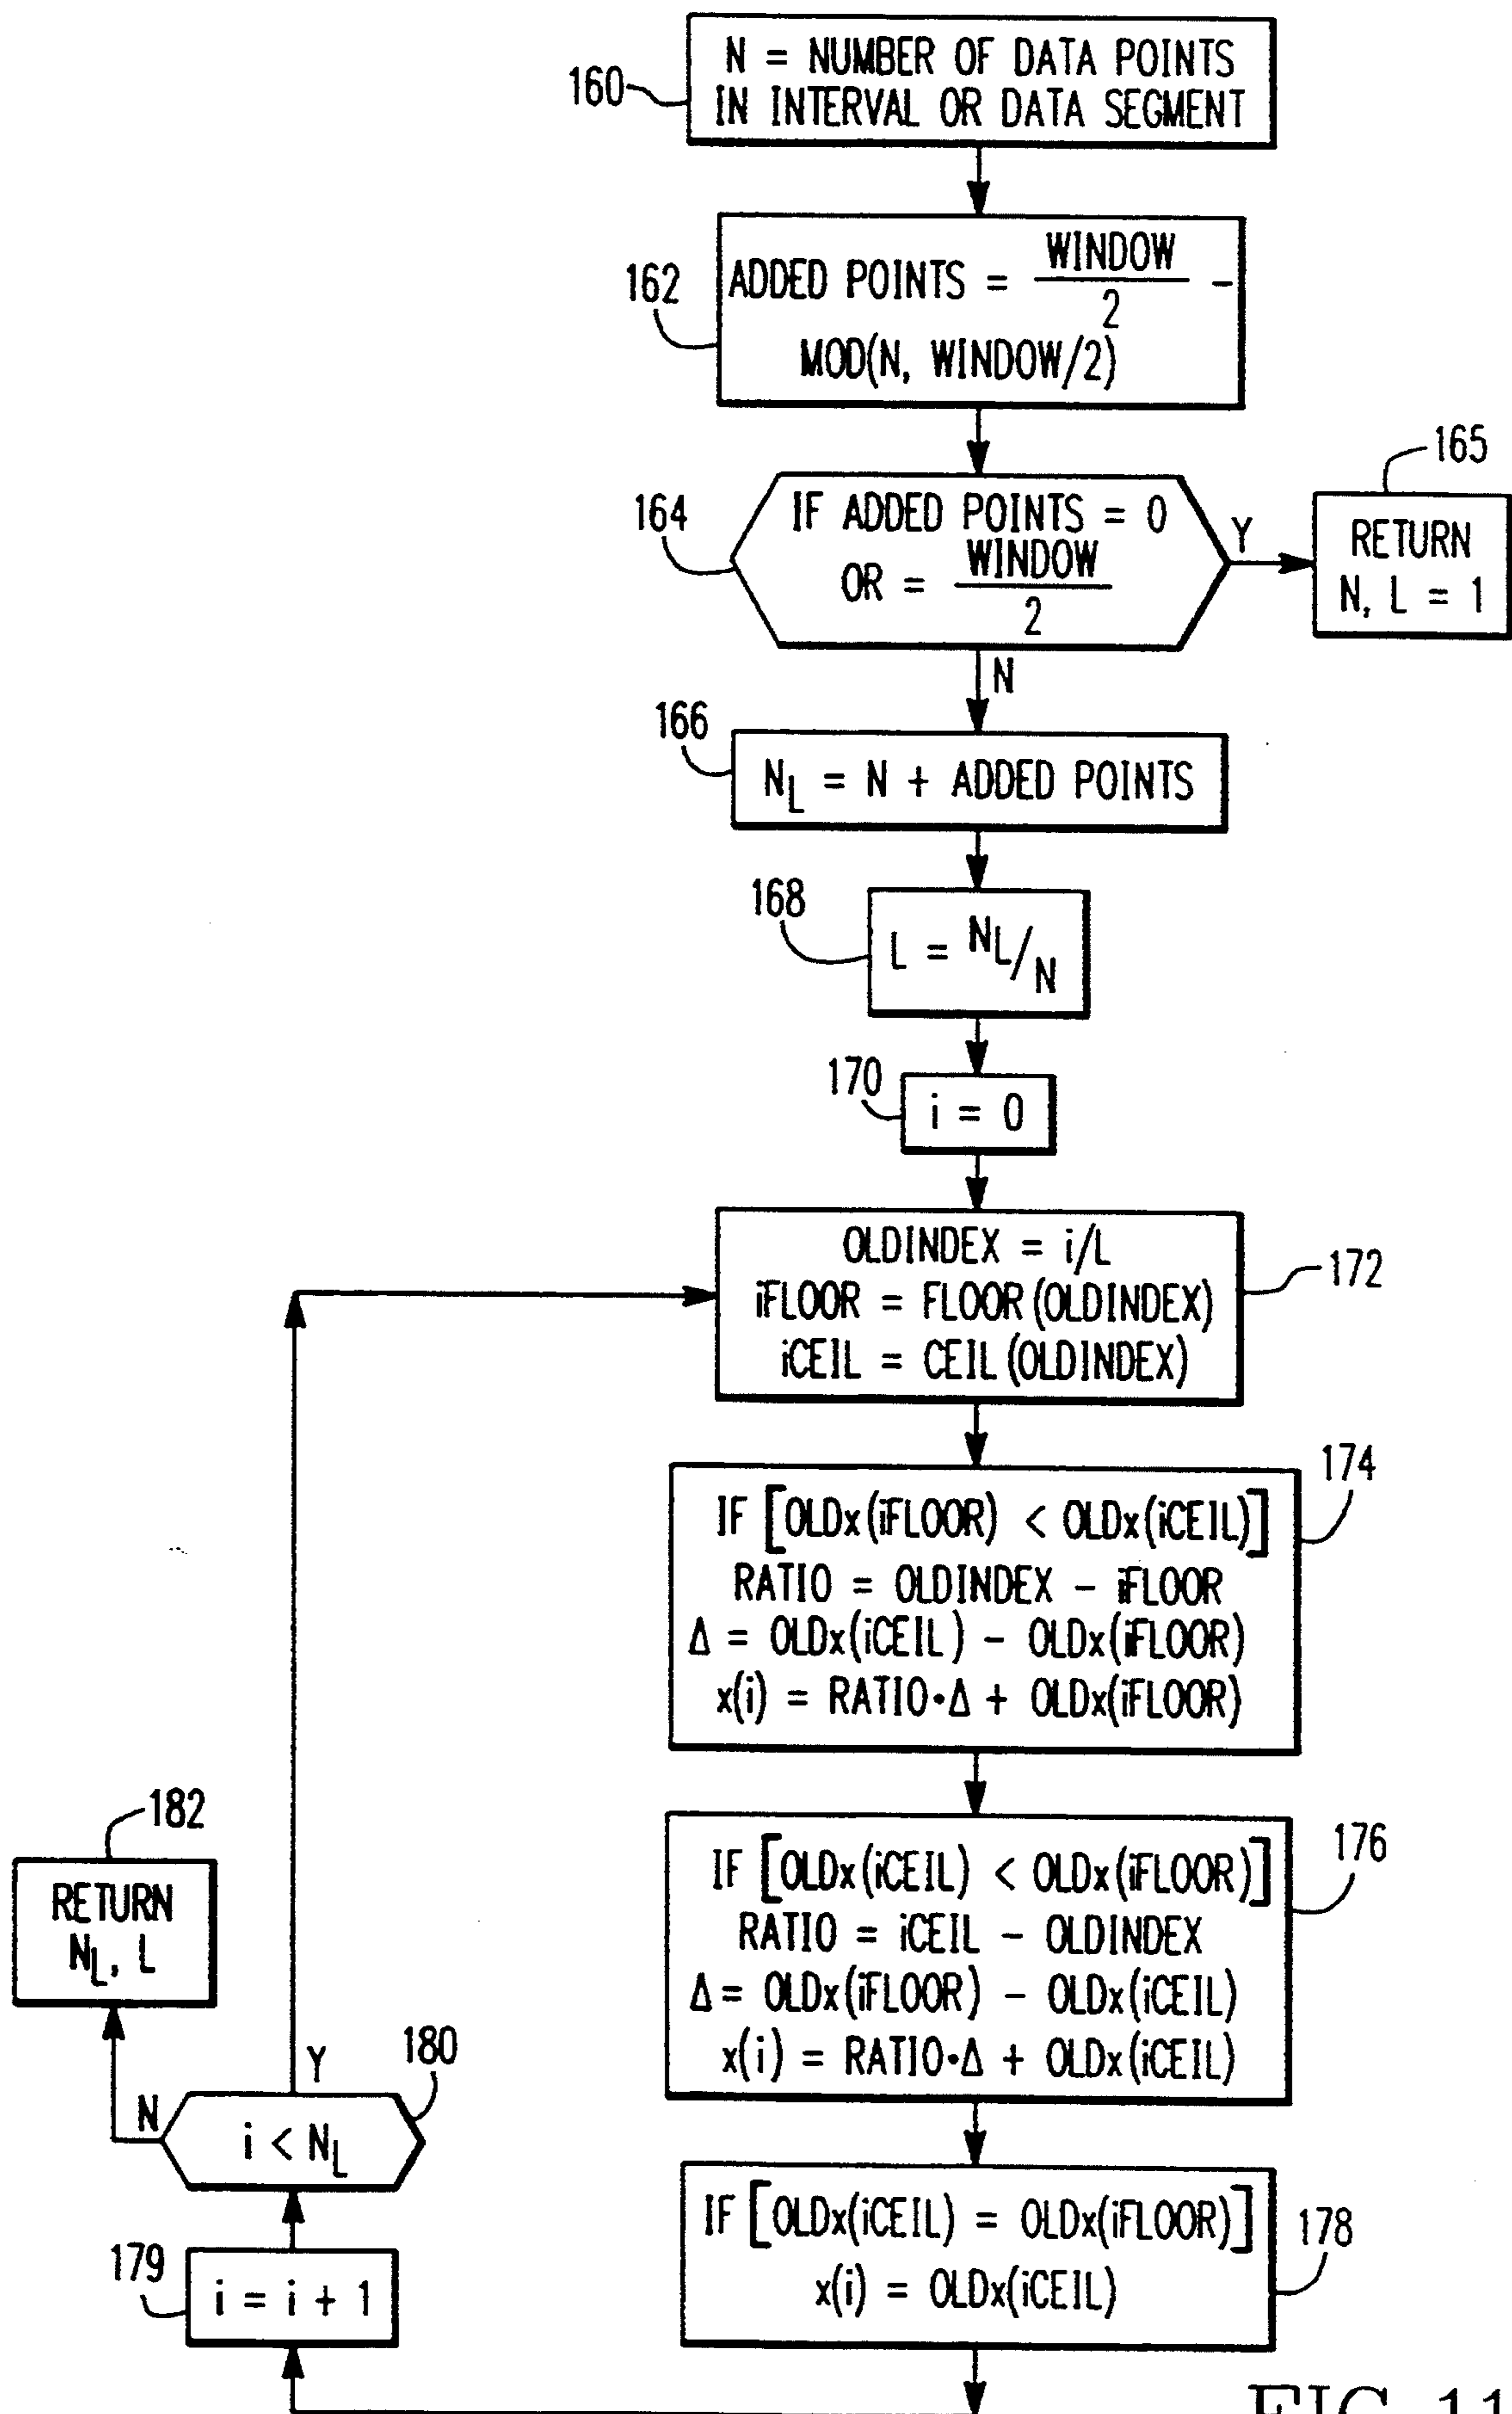 160
N = NUMBER OF DATA POINTS
IN INTERVAL OR DATA SEGMENT
162
ADDED POINTS = WINDOW/2 -
MOD(N, WINDOW/2)
164
IF ADDED POINTS = 0
OR = WINDOW/2
Y
165
RETURN
N, L = 1
N
166
N_L = N + ADDED POINTS
168
L = N_L/N
170
i = 0
172
OLDINDEX = i/L
iFLOOR = FLOOR(OLDINDEX)
iCEIL = CEIL(OLDINDEX)
174
IF [OLDx(iFLOOR) < OLDx(iCEIL)]
RATIO = OLDINDEX - iFLOOR
Δ = OLDx(iCEIL) - OLDx(iFLOOR)
x(i) = RATIO·Δ + OLDx(iFLOOR)
176
IF [OLDx(iCEIL) < OLDx(iFLOOR)]
RATIO = iCEIL - OLDINDEX
Δ = OLDx(iFLOOR) - OLDx(iCEIL)
x(i) = RATIO·Δ + OLDx(iCEIL)
178
IF [OLDx(iCEIL) = OLDx(iFLOOR)]
x(i) = OLDx(iCEIL)
179
i = i + 1
180
i < N_L
Y
N
182
RETURN
N_L, L
FIG. 11